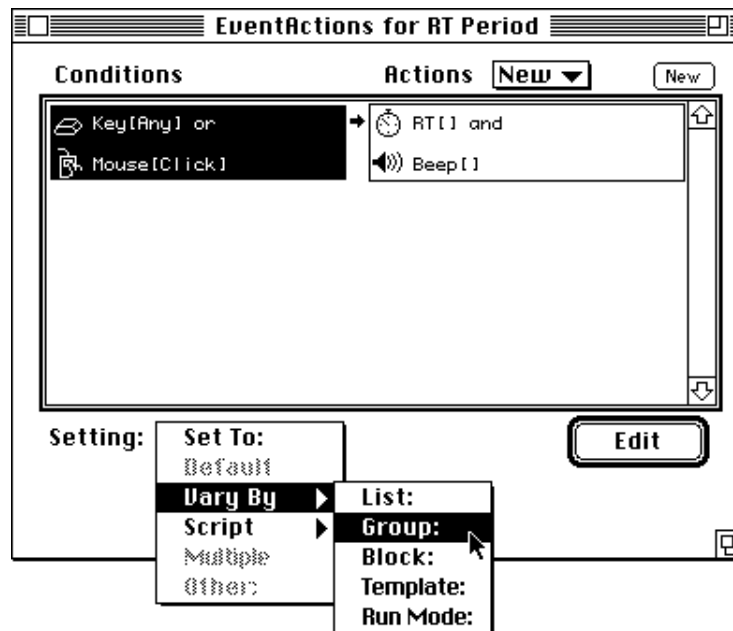 EventActions for RT Period
Conditions Actions New New
Key[Any] or RT[] and
Mouse[Click] Beep[]
Setting: Set To: Edit
Default
Vary By List:
Script Group:
Multiple Block:
Other: Template:
Run Mode: